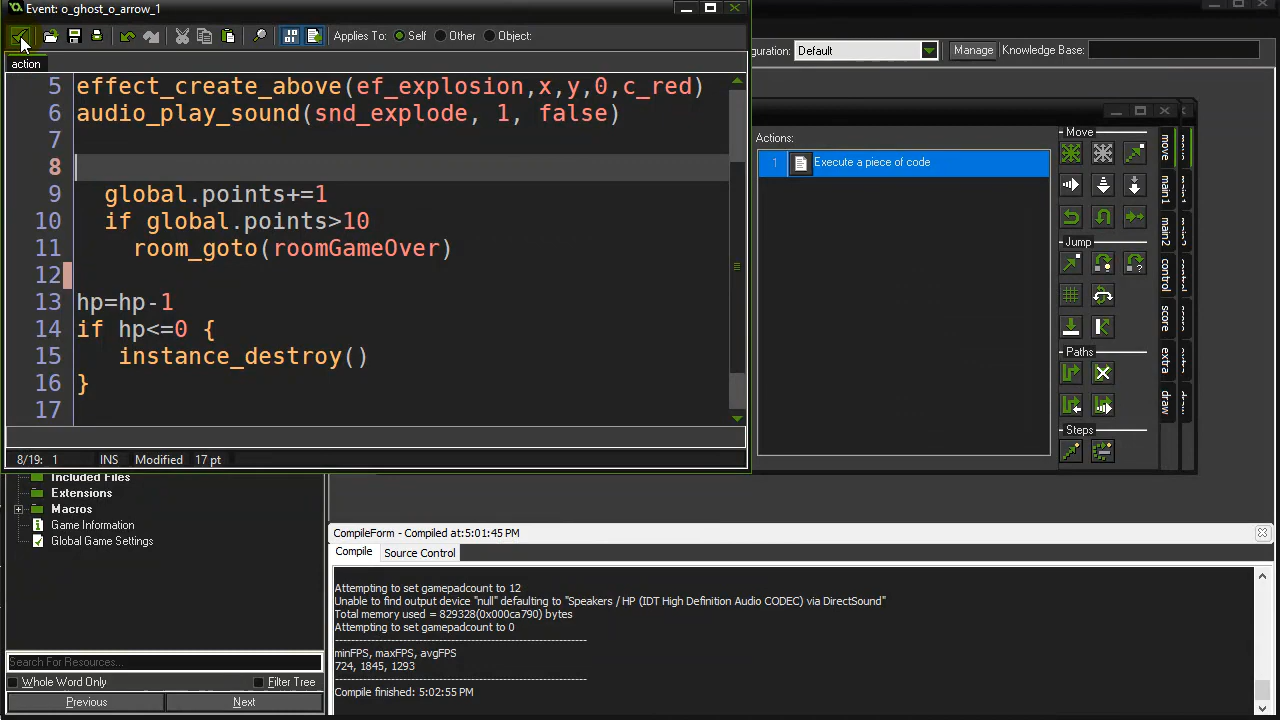 Event: o_ghost_o_arrow_1
Applies To: Self Other Object:
action
5 effect_create_above(ef_explosion,x,y,0,c_red)
6 audio_play_sound(snd_explode, 1, false)
7
8
9 global.points+=1
10 if global.points>10
11 room_goto(roomGameOver)
12
13 hp=hp-1
14 if hp<=0 {
15 instance_destroy()
16 }
17
8/19: 1 INS Modified 17 pt
Default Manage Knowledge Base:
Actions:
1 Execute a piece of code
Move
Jump
Paths
Steps
move
main1
main2
control
score
extra
draw
Included Files
Extensions
Macros
Game Information
Global Game Settings
Search For Resources...
Whole Word Only Filter Tree
Previous Next
CompileForm - Compiled at:5:01:45 PM
Compile Source Control
Attempting to set gamepadcount to 12
Unable to find output device "null" defaulting to "Speakers / HP (IDT High Definition Audio CODEC) via DirectSound"
Total memory used = 829328(0x000ca790) bytes
Attempting to set gamepadcount to 0
minFPS, maxFPS, avgFPS
724, 1845, 1293
Compile finished: 5:02:55 PM